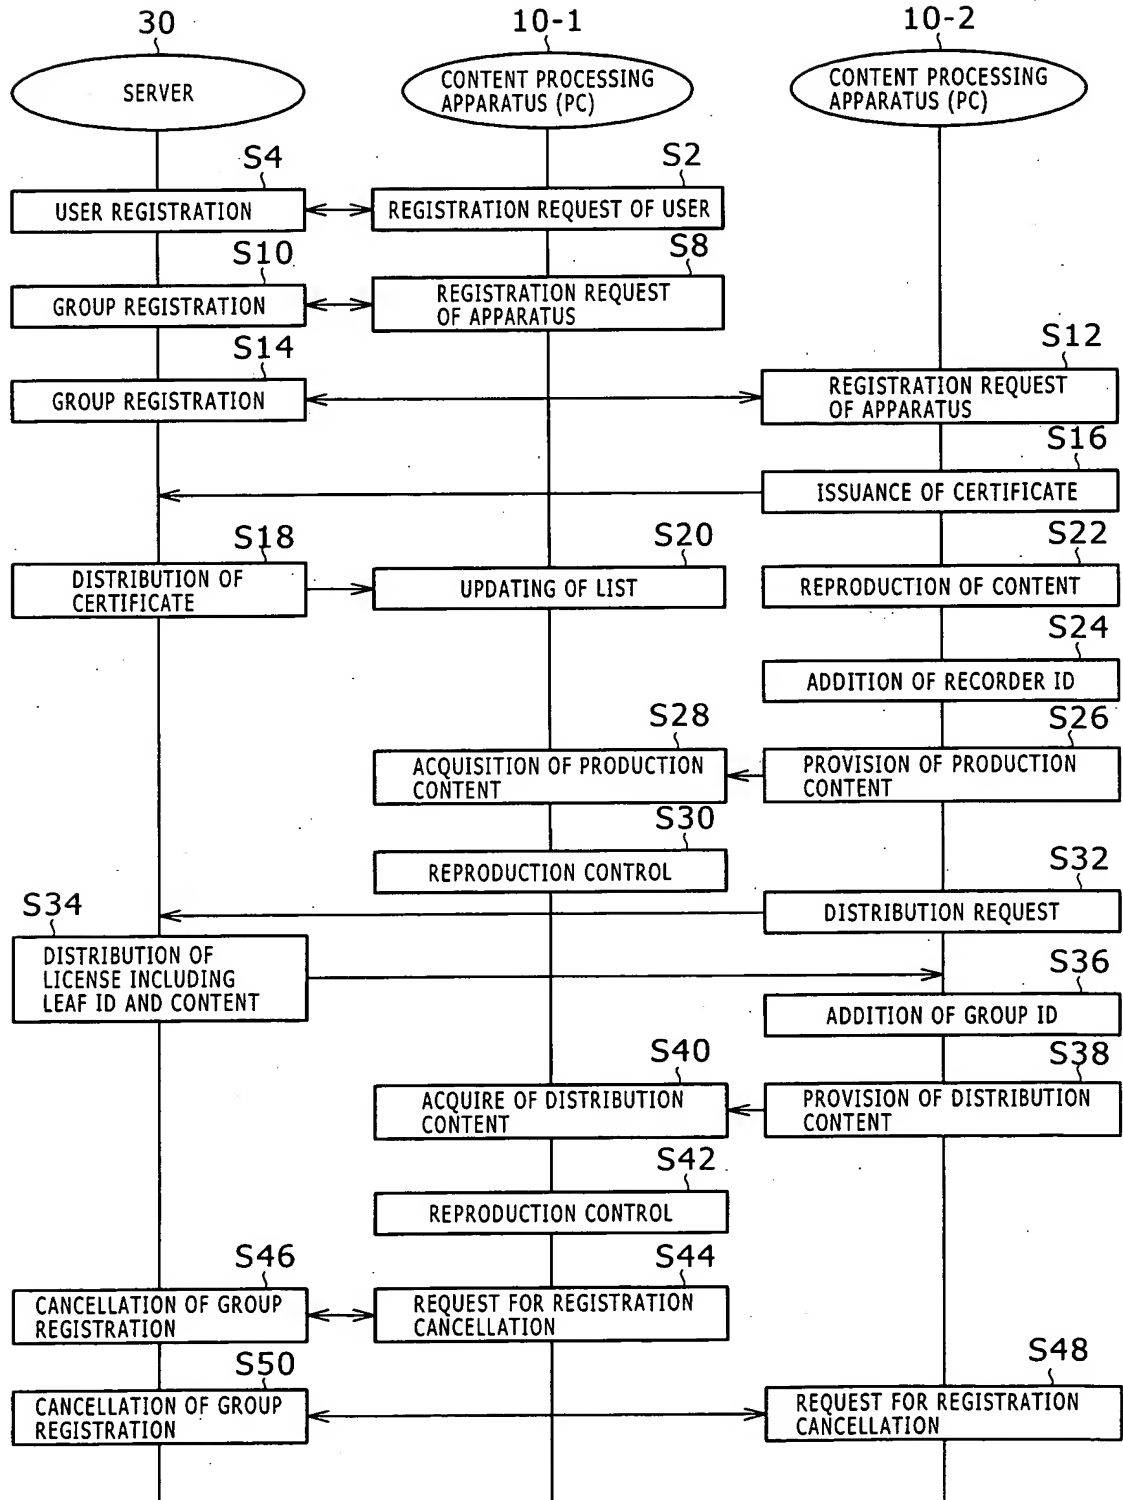 30
10-1
10-2
SERVER
CONTENT PROCESSING
APPARATUS (PC)
CONTENT PROCESSING
APPARATUS (PC)
S4
S2
USER REGISTRATION
REGISTRATION REQUEST OF USER
S10
S8
GROUP REGISTRATION
REGISTRATION REQUEST
OF APPARATUS
S14
S12
GROUP REGISTRATION
REGISTRATION REQUEST
OF APPARATUS
S16
ISSUANCE OF CERTIFICATE
S18
S20
S22
DISTRIBUTION OF
CERTIFICATE
UPDATING OF LIST
REPRODUCTION OF CONTENT
S24
ADDITION OF RECORDER ID
S28
S26
ACQUISITION OF PRODUCTION
CONTENT
PROVISION OF PRODUCTION
CONTENT
S30
REPRODUCTION CONTROL
S32
DISTRIBUTION REQUEST
S34
DISTRIBUTION OF
LICENSE INCLUDING
LEAF ID AND CONTENT
S36
ADDITION OF GROUP ID
S40
S38
ACQUIRE OF DISTRIBUTION
CONTENT
PROVISION OF DISTRIBUTION
CONTENT
S42
REPRODUCTION CONTROL
S46
S44
CANCELLATION OF GROUP
REGISTRATION
REQUEST FOR REGISTRATION
CANCELLATION
S50
S48
CANCELLATION OF GROUP
REGISTRATION
REQUEST FOR REGISTRATION
CANCELLATION